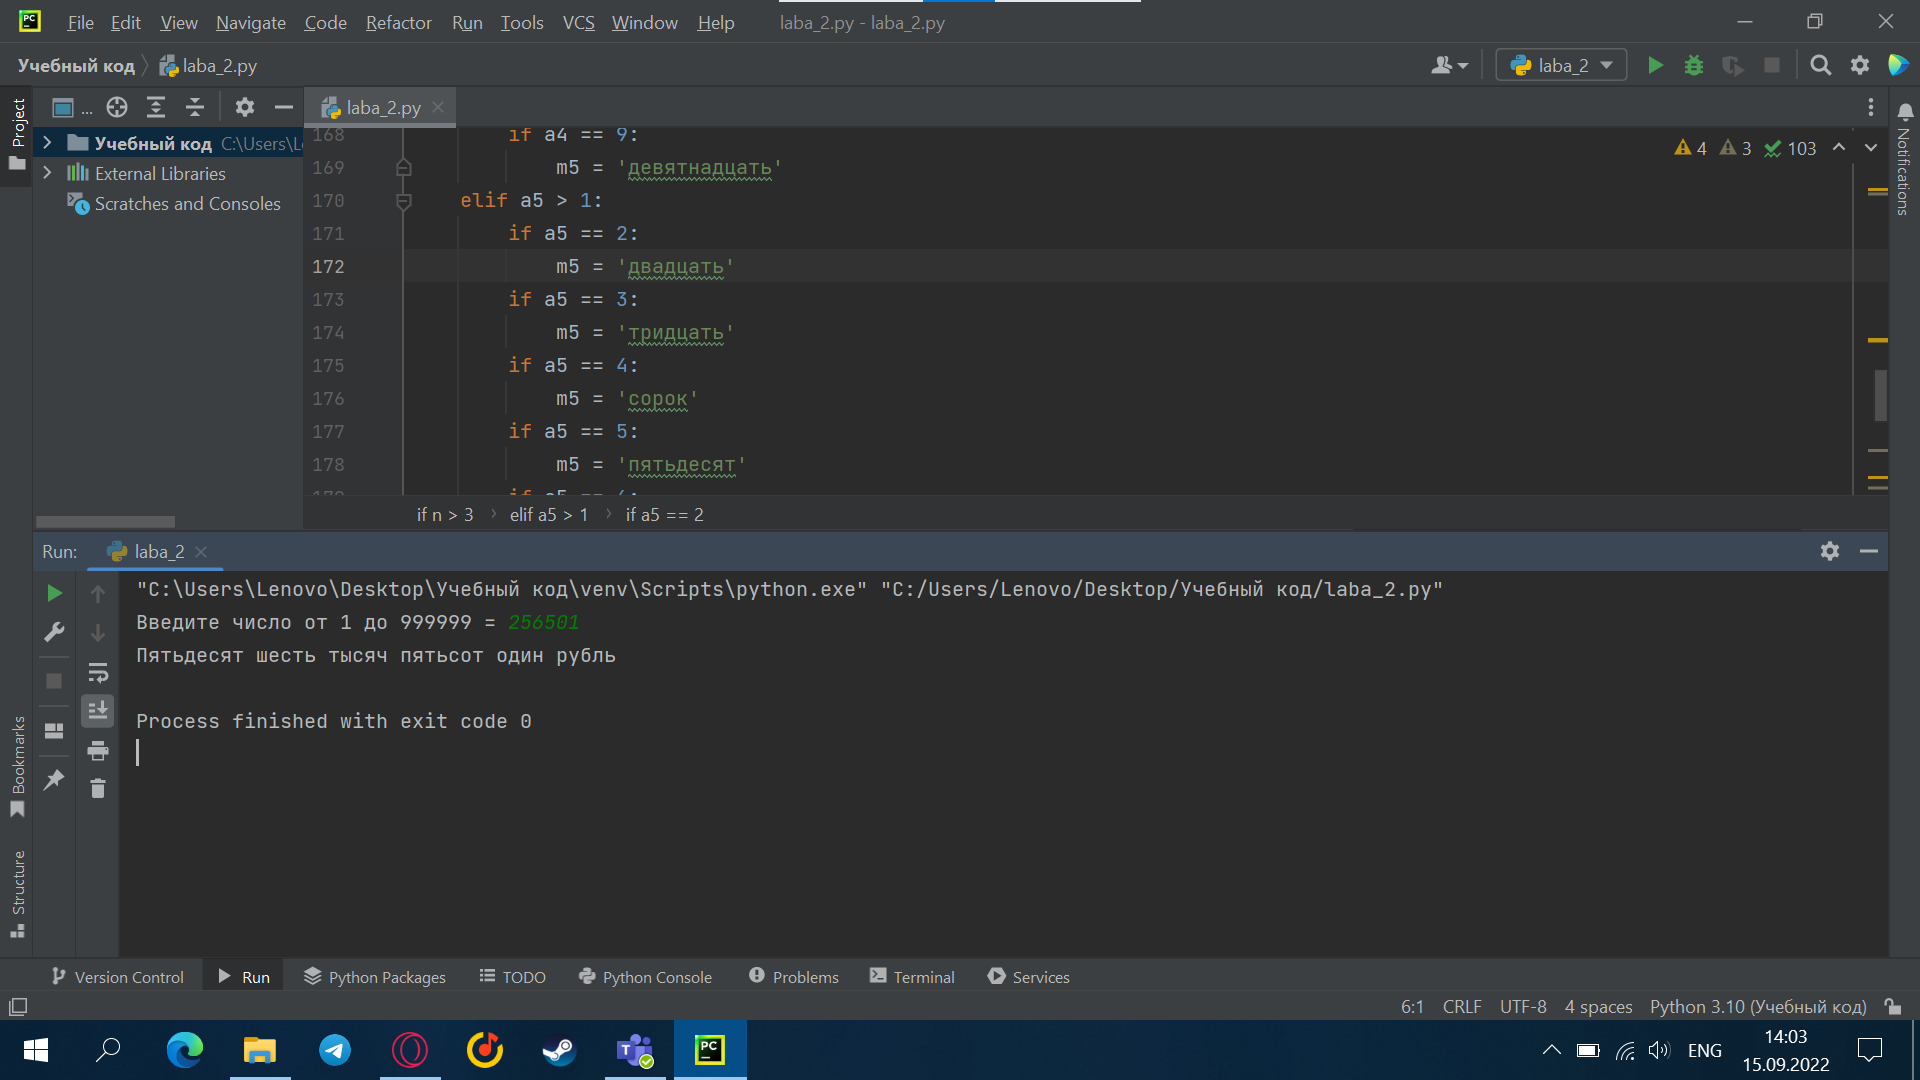 File Edit View Navigate Code Refactor Run Tools VCS Window Help laba_2.py - laba_2.py
Учебный код laba_2.py laba_2
Project ... laba_2.py
Учебный код C:\Users\Le
External Libraries
Scratches and Consoles
168 if a4 == 9:
169 m5 = 'девятнадцать'
170 elif a5 > 1:
171 if a5 == 2:
172 m5 = 'двадцать'
173 if a5 == 3:
174 m5 = 'тридцать'
175 if a5 == 4:
176 m5 = 'сорок'
177 if a5 == 5:
178 m5 = 'пятьдесят'
4 3 103
Notifications
if n > 3 elif a5 > 1 if a5 == 2
Run: laba_2
"C:\Users\Lenovo\Desktop\Учебный код\venv\Scripts\python.exe" "C:/Users/Lenovo/Desktop/Учебный код/laba_2.py"
Введите число от 1 до 999999 = 256501
Пятьдесят шесть тысяч пятьсот один рубль
Process finished with exit code 0
Bookmarks
Structure
Version Control Run Python Packages TODO Python Console Problems Terminal Services
6:1 CRLF UTF-8 4 spaces Python 3.10 (Учебный код)
ENG 14:03
15.09.2022